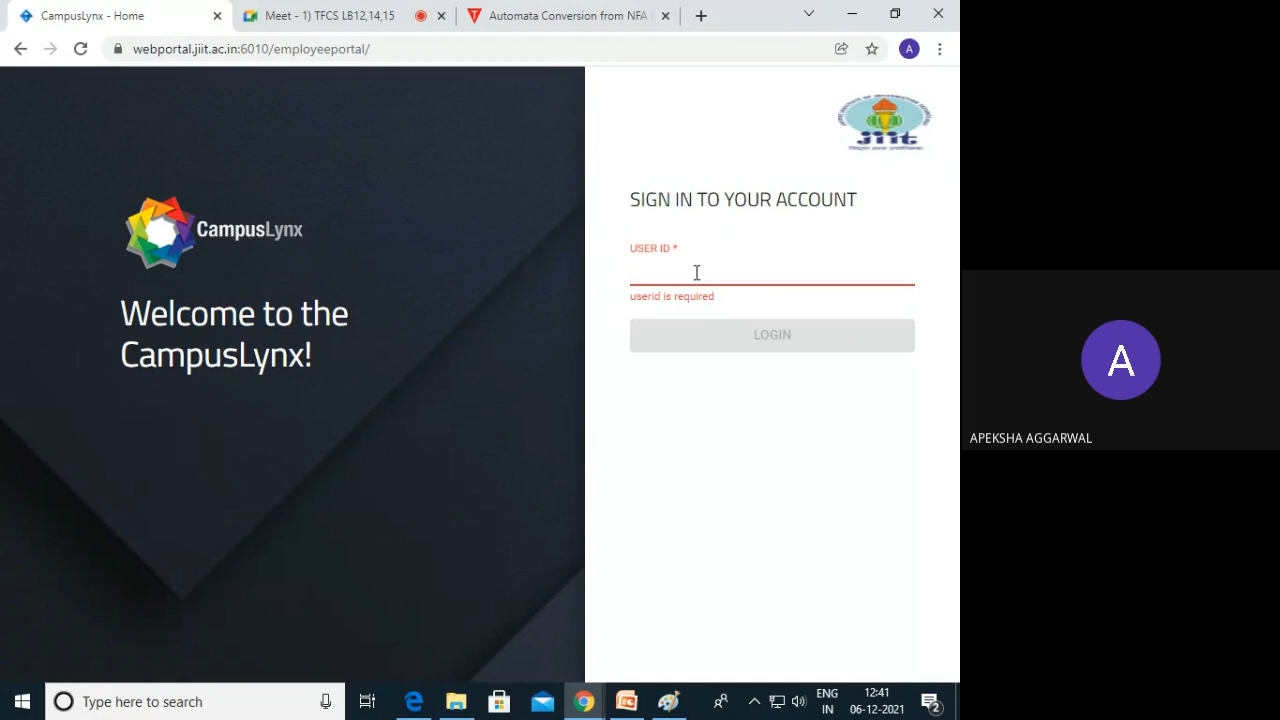 CampusLynx - Home
Meet - 1) TFCS LB12,14,15
Automata Conversion from NFA
webportal.jiit.ac.in:6010/employeeportal/
A
jiit
SIGN IN TO YOUR ACCOUNT
CampusLynx
USER ID *
userid is required
Welcome to the
CampusLynx!
LOGIN
A
APEKSHA AGGARWAL
Type here to search
ENG
IN
12:41
06-12-2021
2